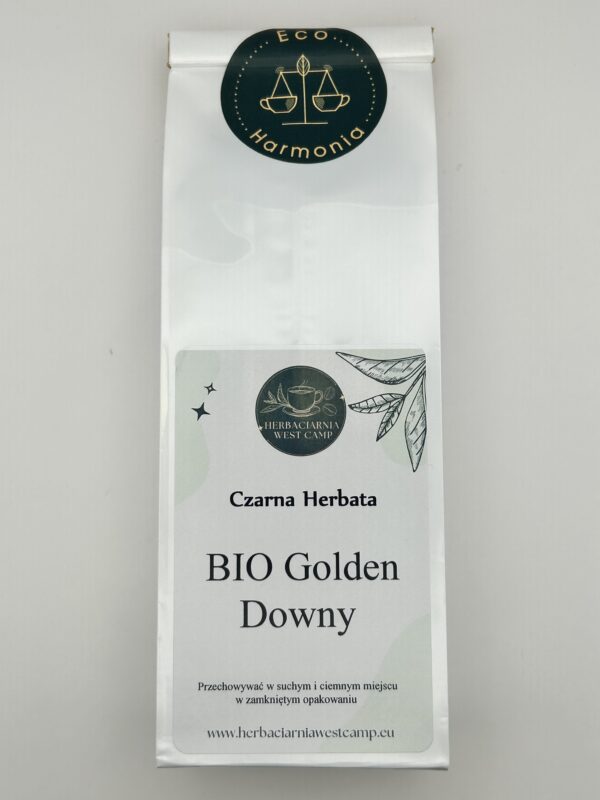 Eco
Harmonia
HERBACIARNIA
WEST CAMP
Czarna Herbata
BIO Golden
Downy
Przechowywać w suchym i ciemnym miejscu
w zamkniętym opakowaniu
www.herbaciarniawestcamp.eu